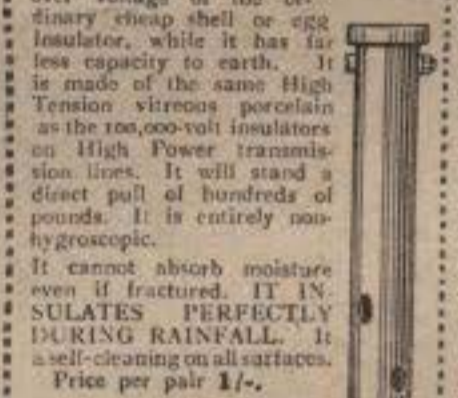 dinary cheap shell or egg
insulator, while it has far
less capacity to earth. It
is made of the same High
Tension vitreous porcelain
as the 100,000-volt insulators
on High Power transmis-
sion lines. It will stand a
direct pull of hundreds of
pounds. It is entirely non-
hygroscopic.
It cannot absorb moisture
even if fractured. IT IN-
SULATES PERFECTLY
DURING RAINFALL. It
is self-cleaning on all surfaces.
Price per pair 1/-.